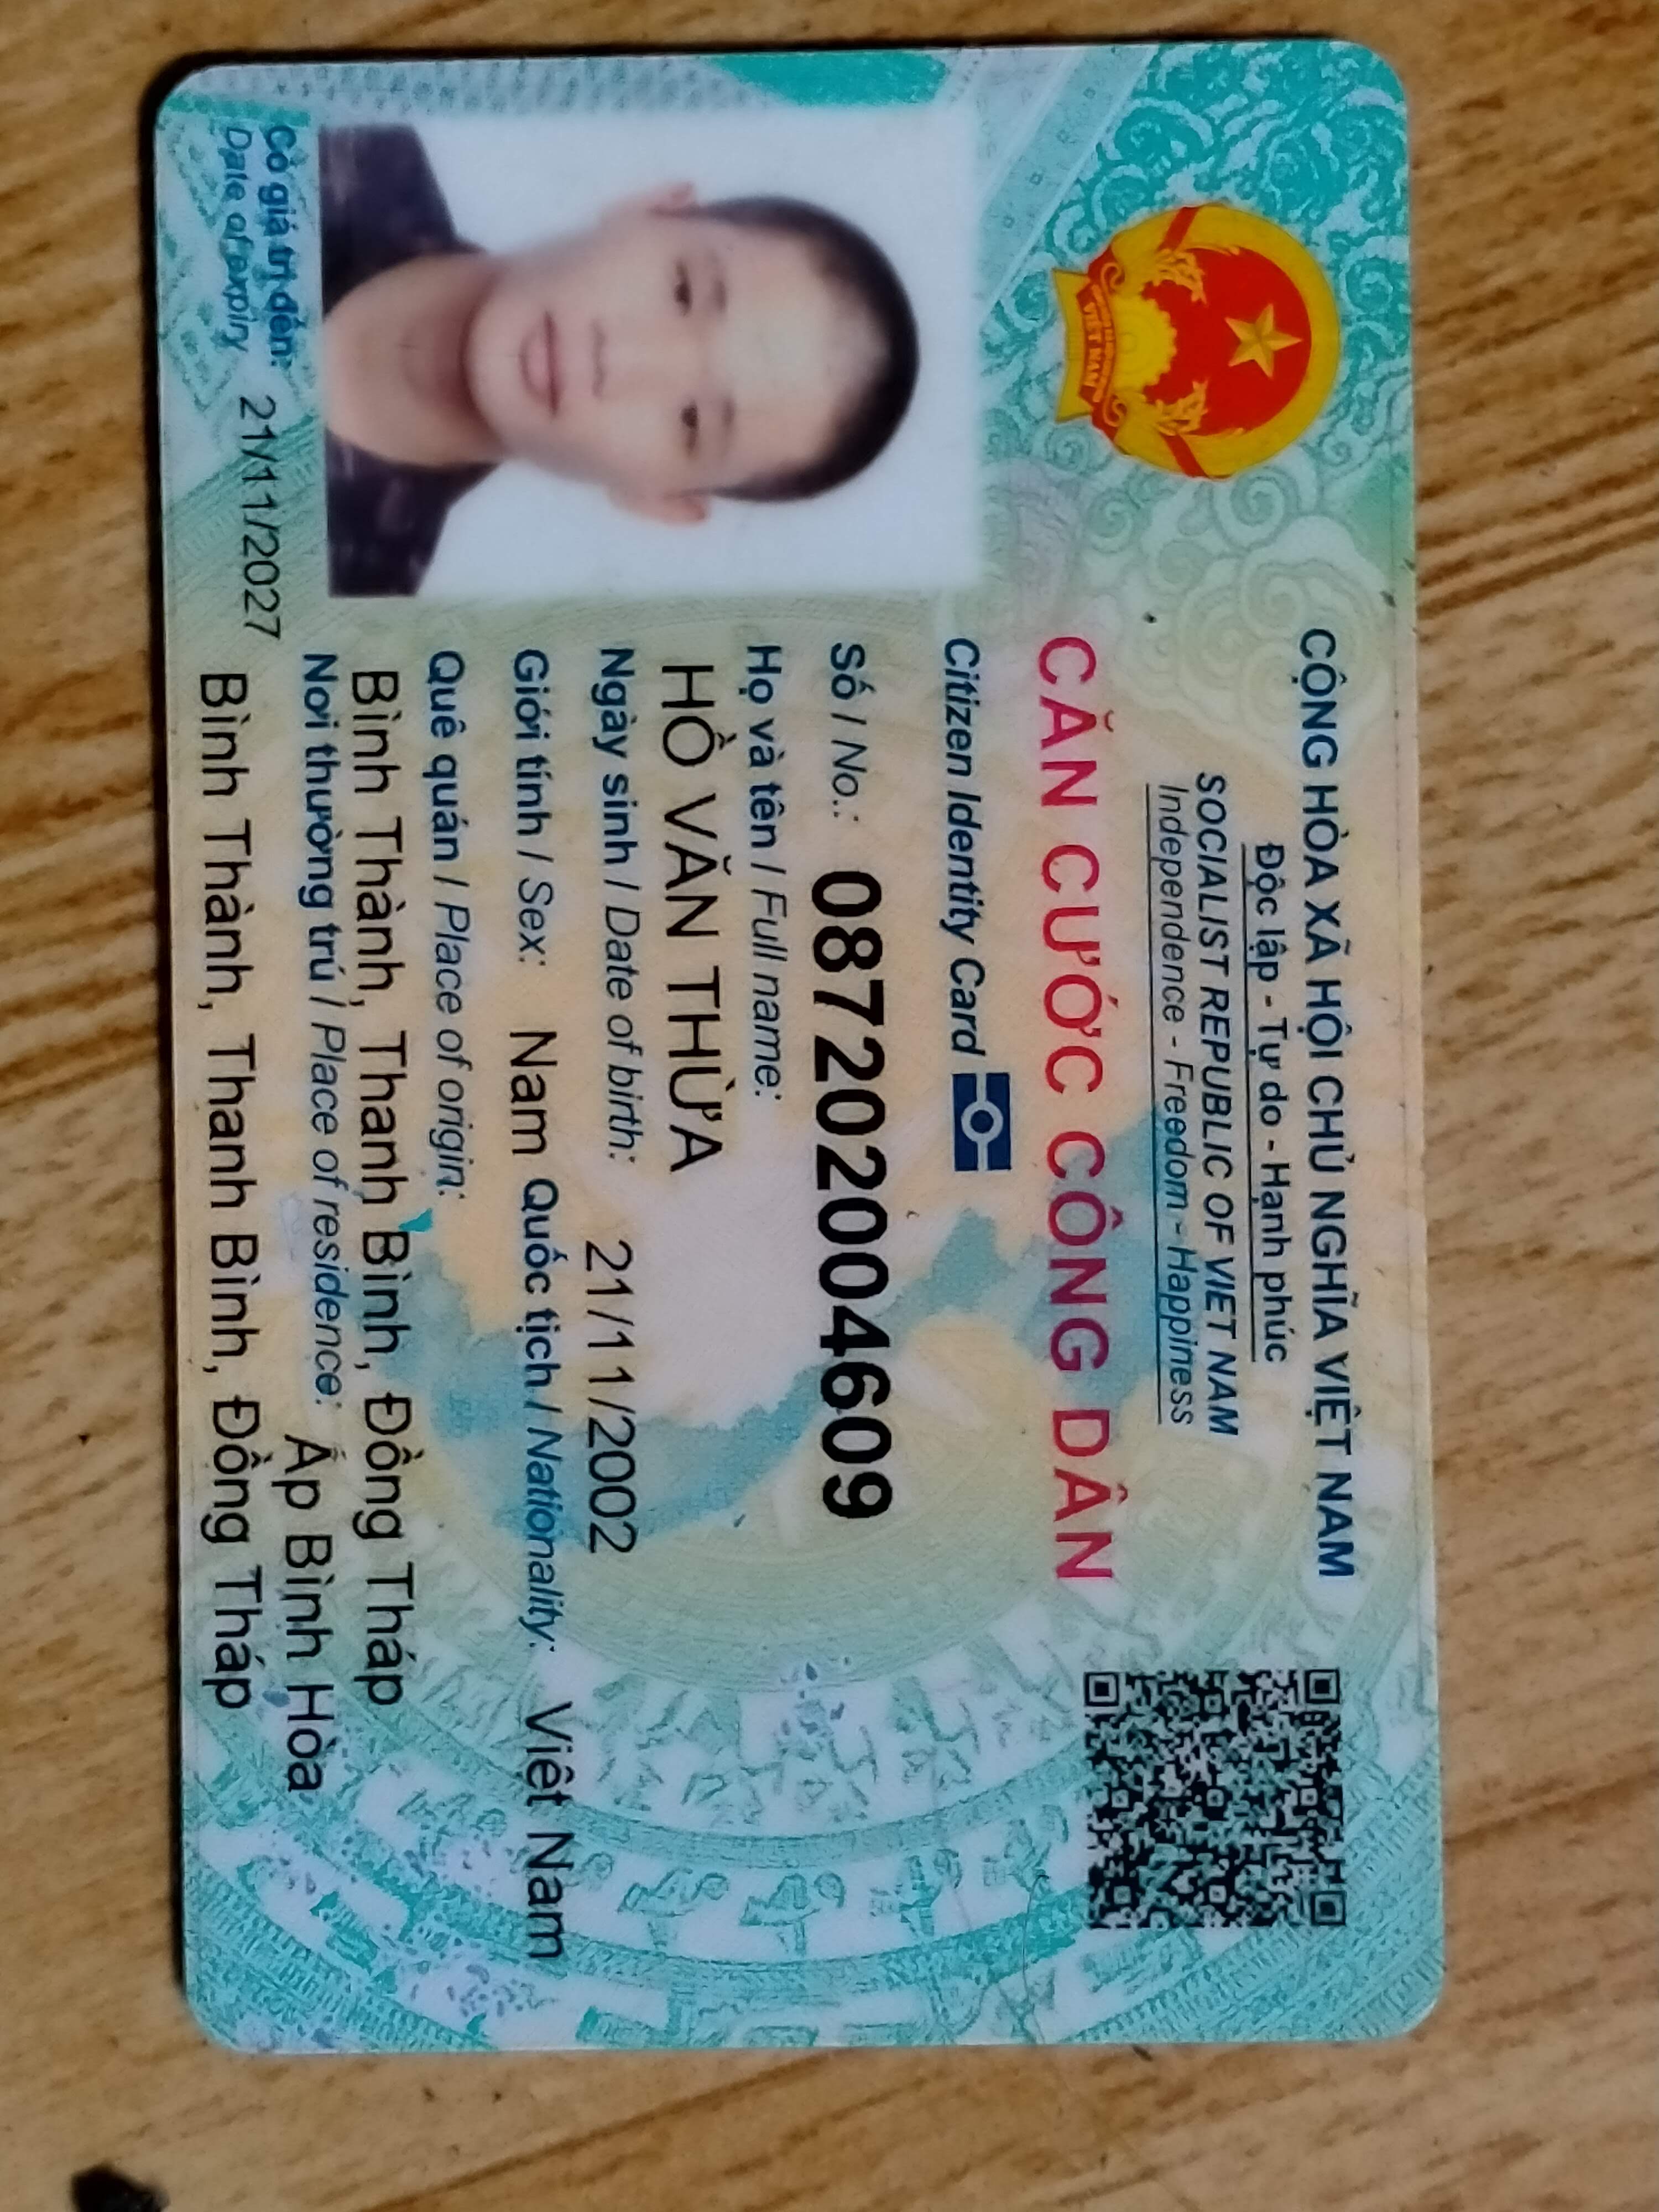 CỘNG HÒA XÃ HỘI CHỦ NGHĨA VIỆT NAM
Độc lập - Tự do - Hạnh phúc
SOCIALIST REPUBLIC OF VIET NAM
Independence - Freedom - Happiness
CĂN CƯỚC CÔNG DÂN
Citizen Identity Card
Số / No.: 087202004609
Họ và tên / Full name:
HỒ VĂN THỪA
Ngày sinh / Date of birth: 21/11/2002
Giới tính / Sex: Nam Quốc tịch / Nationality: Việt Nam
Quê quán / Place of origin:
Bình Thành, Thanh Bình, Đồng Tháp
Nơi thường trú / Place of residence: Ấp Bình Hòa
Bình Thành, Thanh Bình, Đồng Tháp
Có giá trị đến: 21/11/2027
Date of expiry
VIỆT NAM